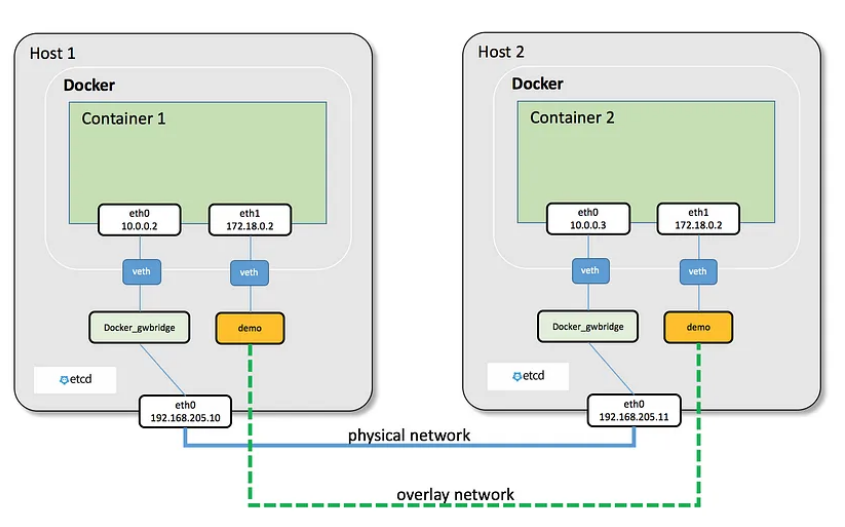 Host 1
Docker
Container 1
eth0
10.0.0.2
eth1
172.18.0.2
veth
veth
Docker_gwbridge
demo
etcd
eth0
192.168.205.10
Host 2
Docker
Container 2
eth0
10.0.0.3
eth1
172.18.0.2
veth
veth
Docker_gwbridge
demo
etcd
eth0
192.168.205.11
physical network
overlay network